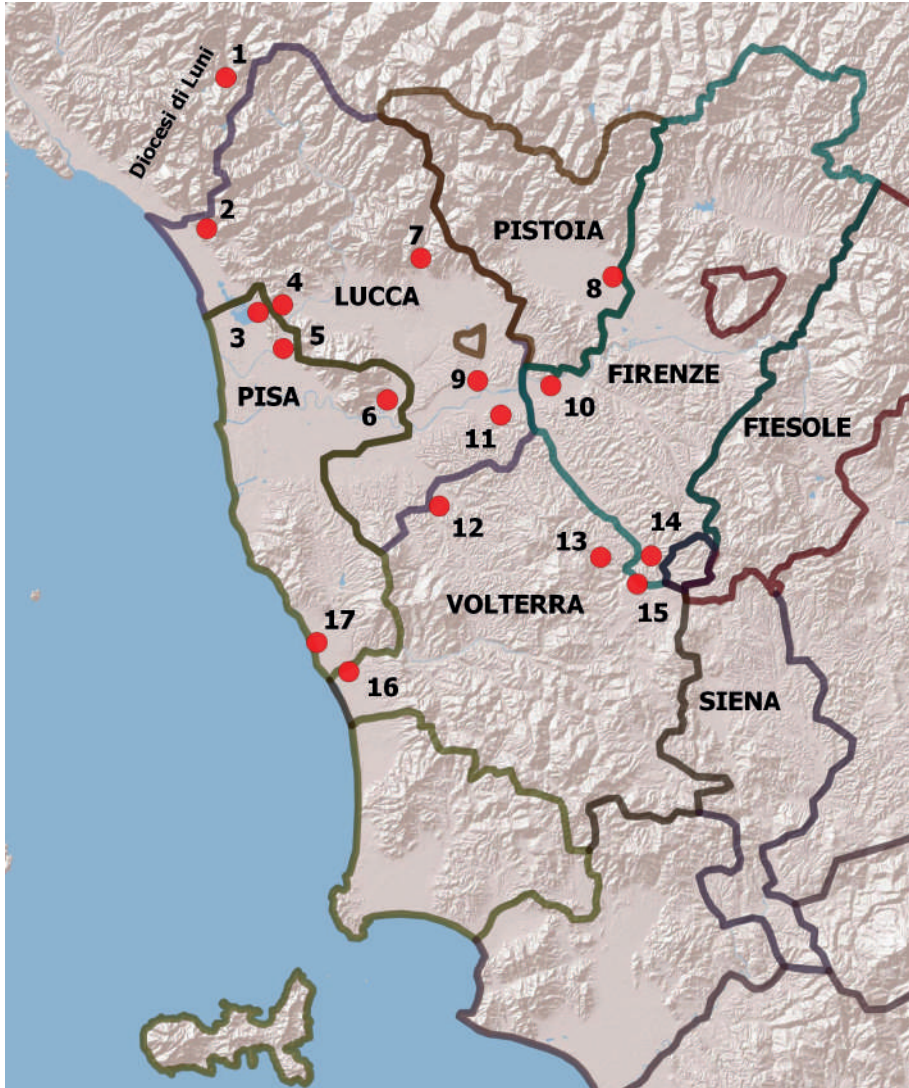 1
Diocesi di Luni
2
PISTOIA
7
4
8
LUCCA
3
5
FIRENZE
9
PISA
10
6
FIESOLE
11
12
14
13
VOLTERRA
15
17
16
SIENA